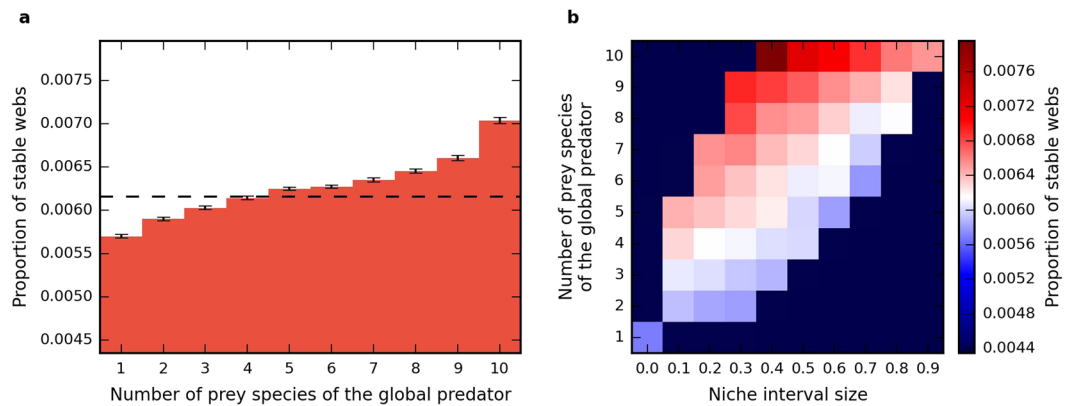 a
0.0075
0.0070
0.0065
0.0060
0.0055
0.0050
0.0045
Proportion of stable webs
1 2 3 4 5 6 7 8 9 10
Number of prey species of the global predator
b
10
9
8
7
6
5
4
3
2
1
Number of prey species
of the global predator
0.0 0.1 0.2 0.3 0.4 0.5 0.6 0.7 0.8 0.9
Niche interval size
0.0076
0.0072
0.0068
0.0064
0.0060
0.0056
0.0052
0.0048
0.0044
Proportion of stable webs